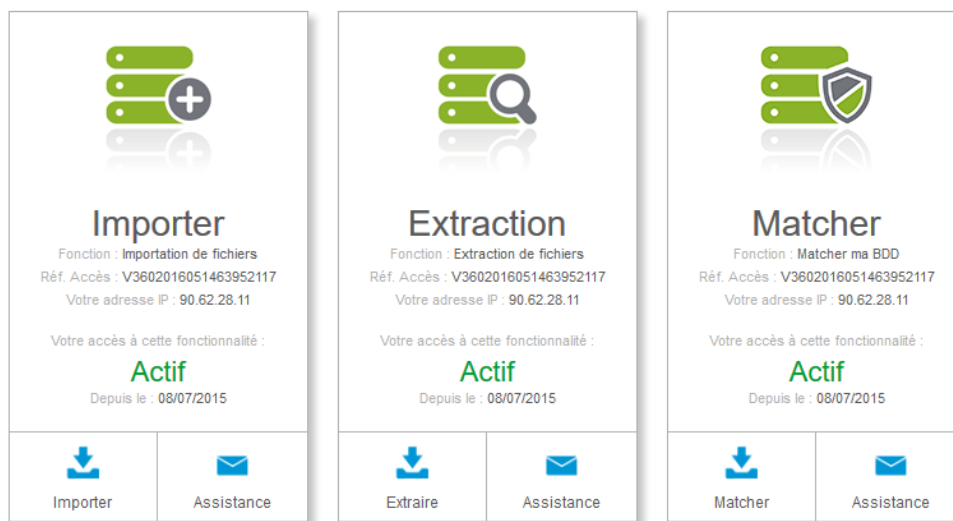 Importer
Fonction : Importation de fichiers
Réf. Accès : V3602016051463952117
Votre adresse IP : 90.62.28.11
Votre accès à cette fonctionnalité :
Actif
Depuis le : 08/07/2015
Importer
Assistance
Extraction
Fonction : Extraction de fichiers
Réf. Accès : V3602016051463952117
Votre adresse IP : 90.62.28.11
Votre accès à cette fonctionnalité :
Actif
Depuis le : 08/07/2015
Extraire
Assistance
Matcher
Fonction : Matcher ma BDD
Réf. Accès : V3602016051463952117
Votre adresse IP : 90.62.28.11
Votre accès à cette fonctionnalité :
Actif
Depuis le : 08/07/2015
Matcher
Assistance